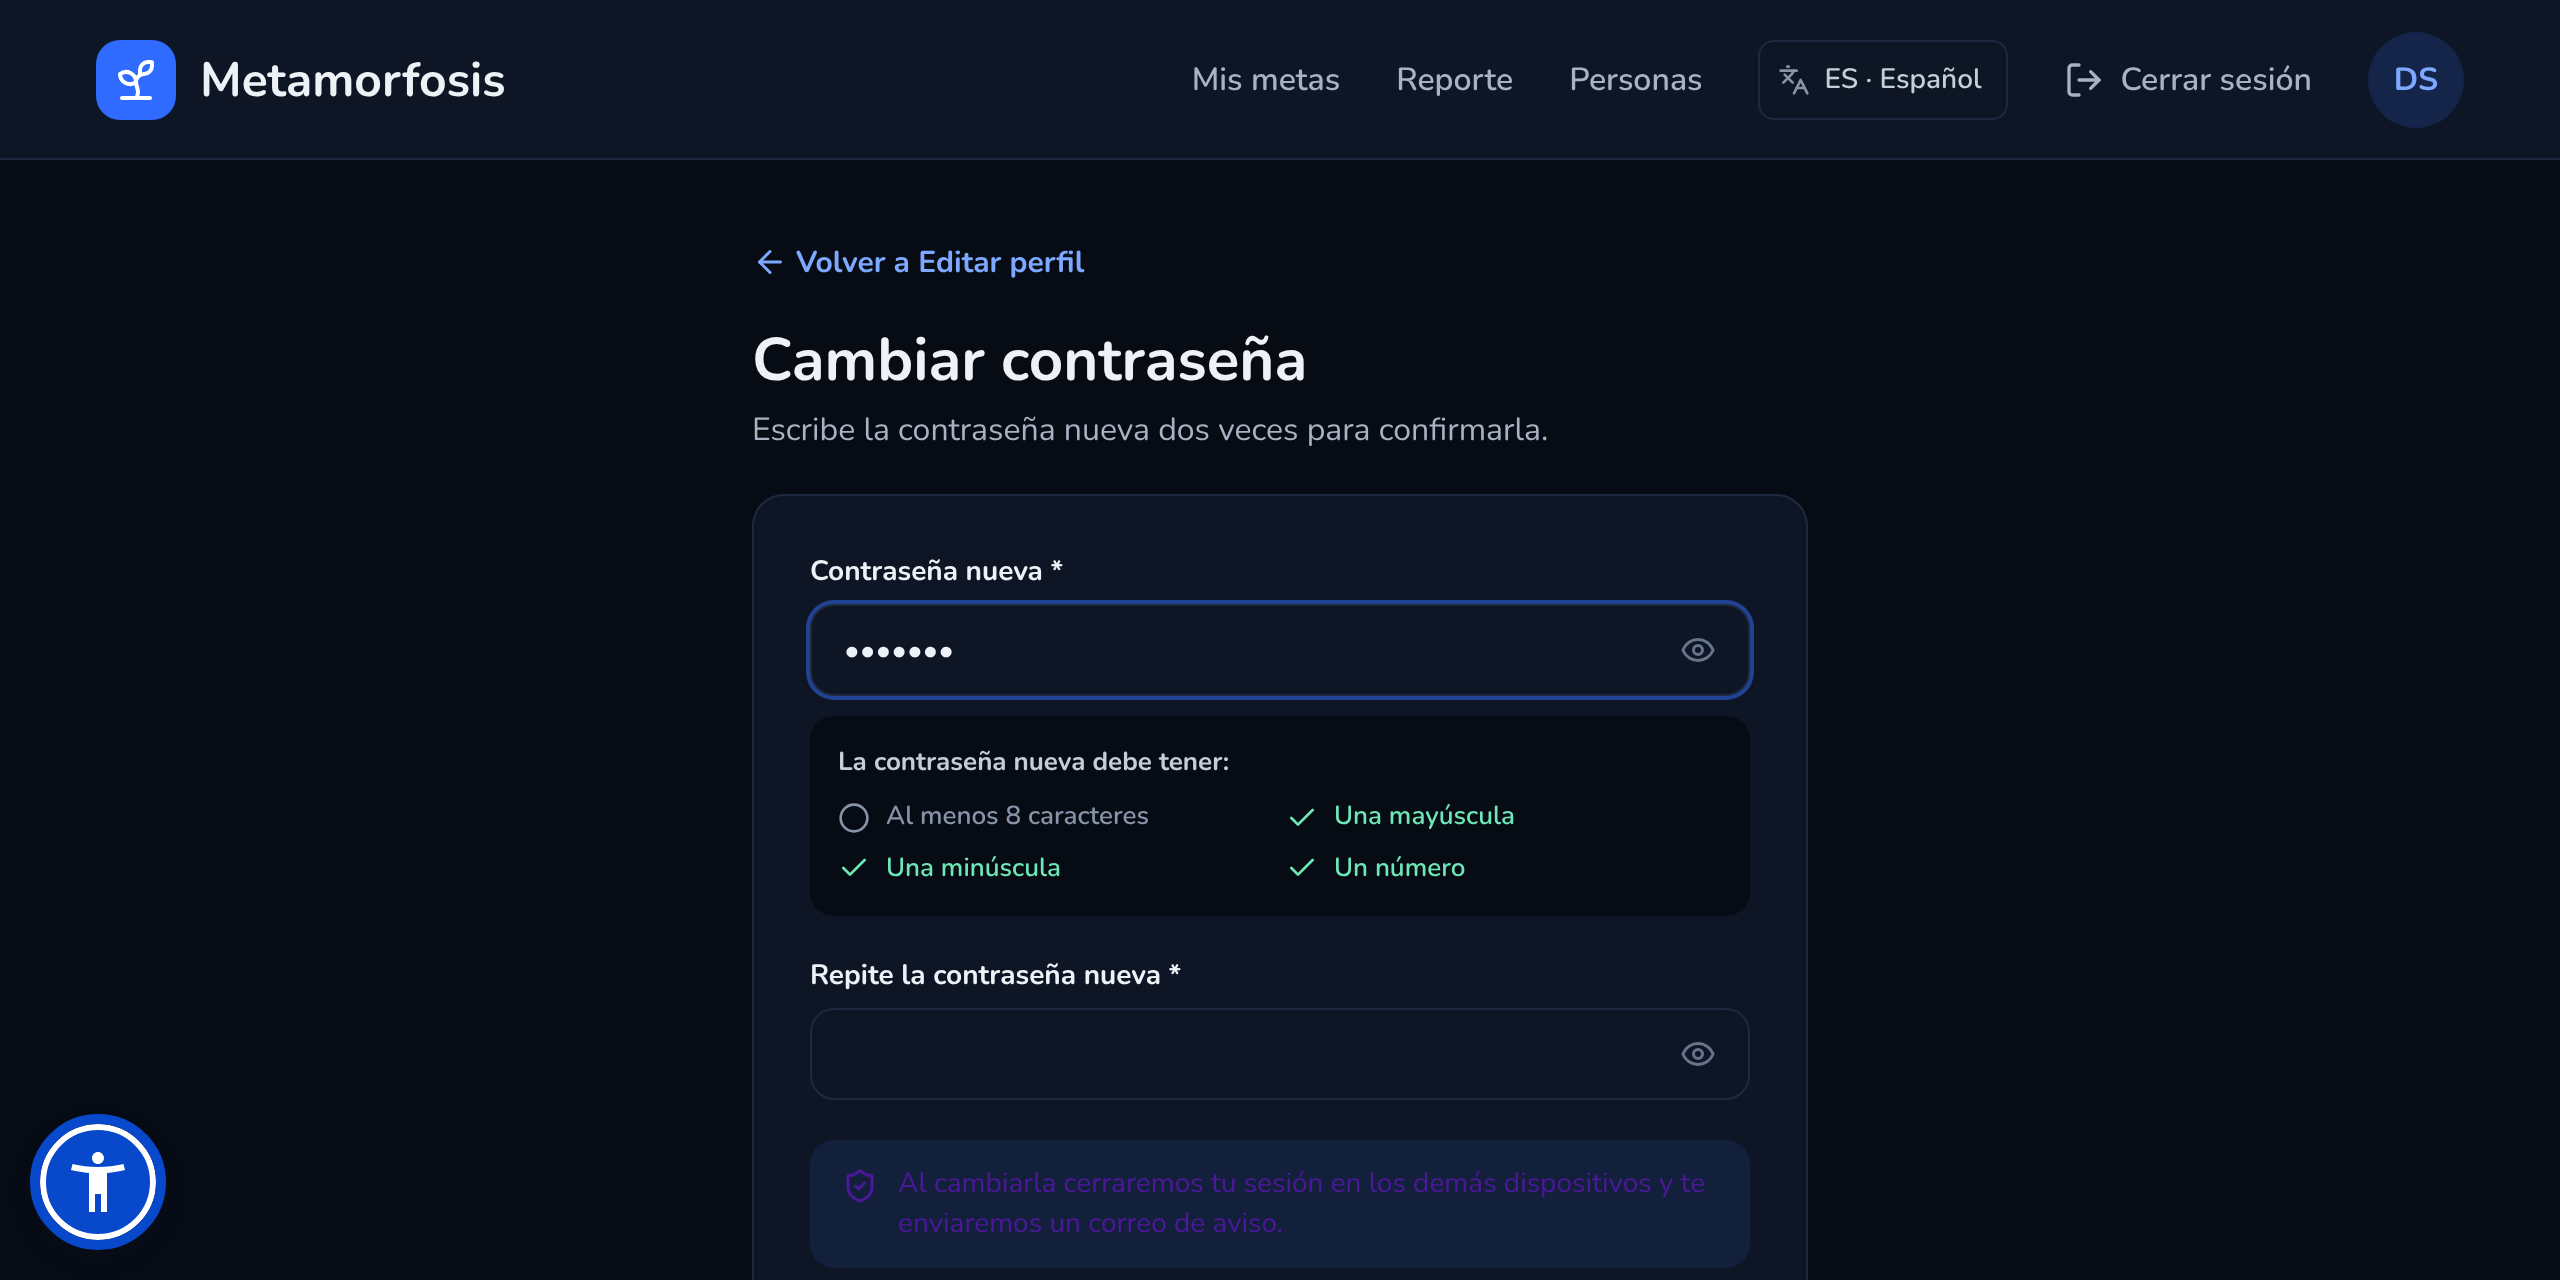 Metamorfosis
Mis metas
Reporte
Personas
ES · Español
Cerrar sesión
DS
Volver a Editar perfil
Cambiar contraseña
Escribe la contraseña nueva dos veces para confirmarla.
Contraseña nueva *
•••••••
La contraseña nueva debe tener:
Al menos 8 caracteres
Una mayúscula
Una minúscula
Un número
Repite la contraseña nueva *
Al cambiarla cerraremos tu sesión en los demás dispositivos y te
enviaremos un correo de aviso.